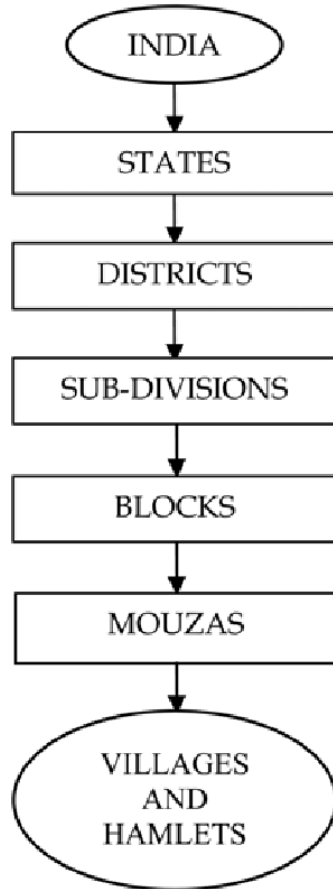 INDIA
STATES
DISTRICTS
SUB-DIVISIONS
BLOCKS
MOUZAS
VILLAGES
AND
HAMLETS